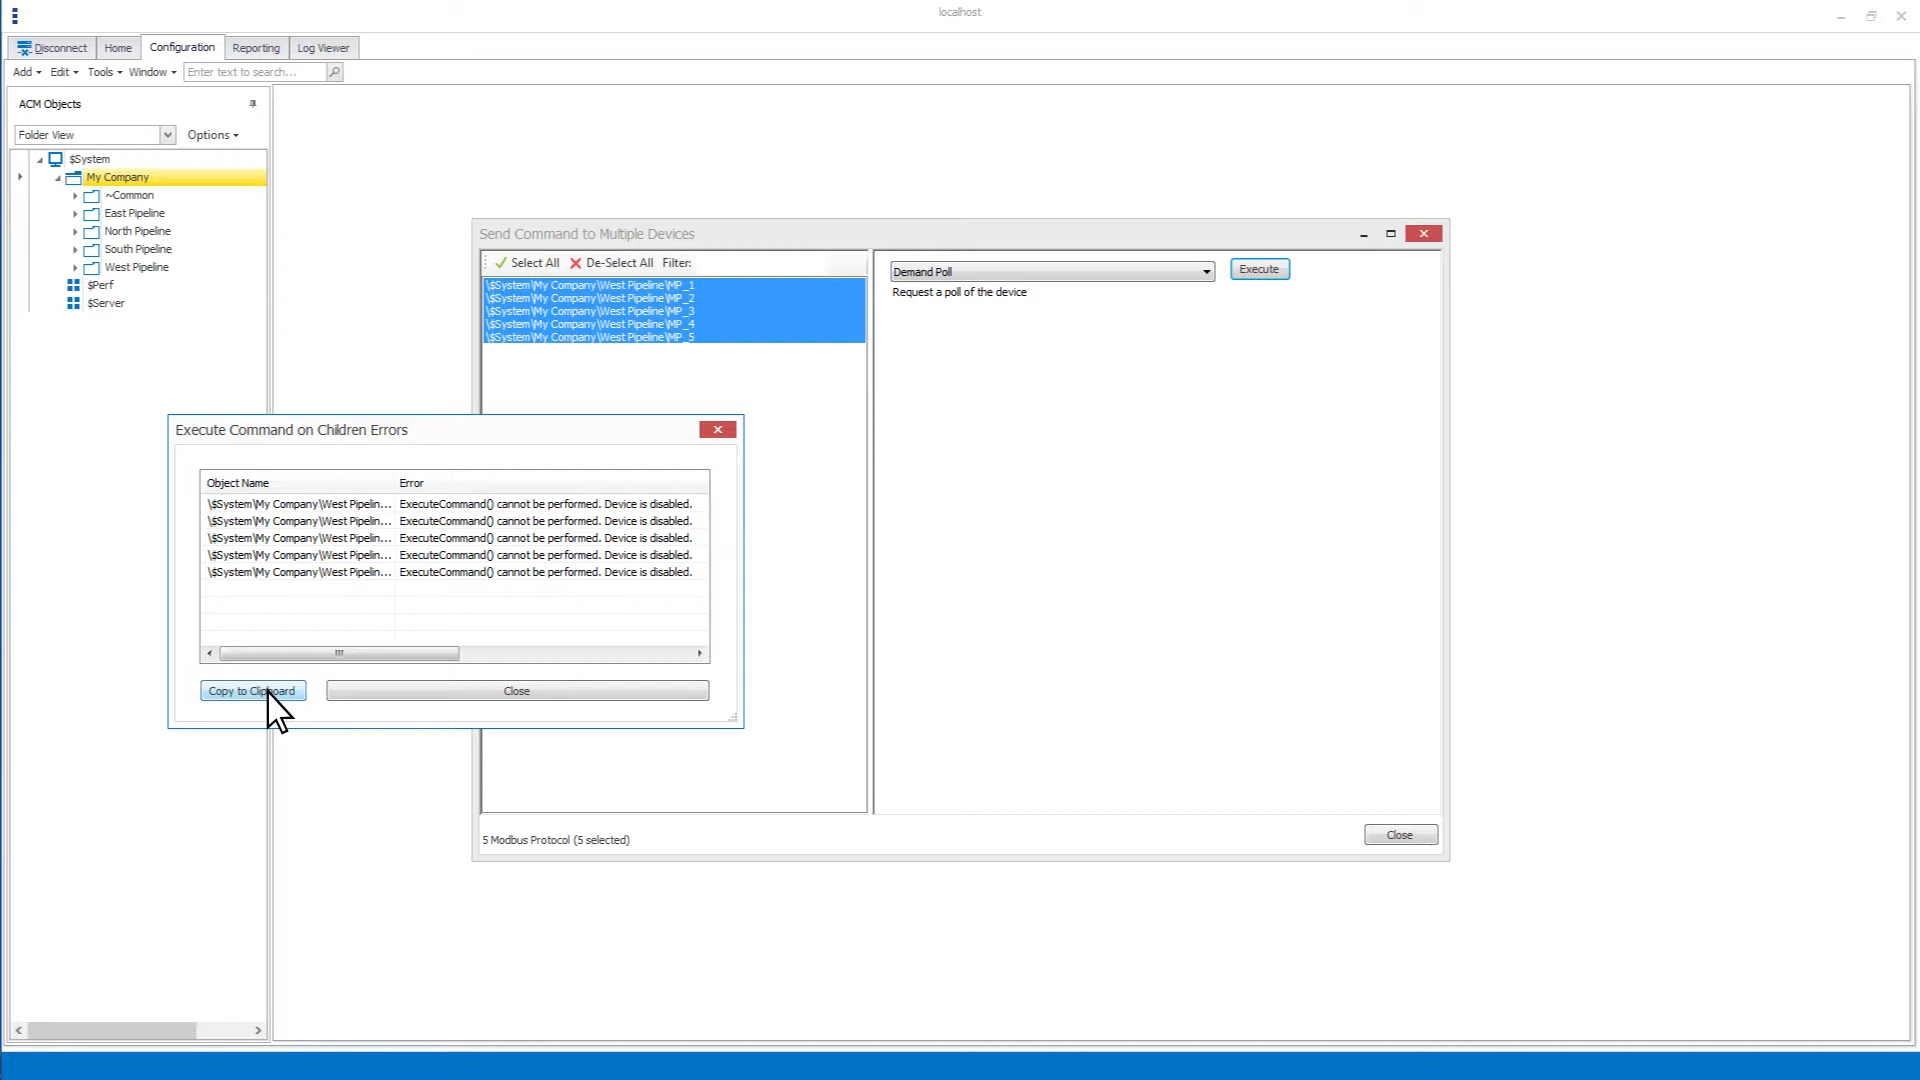 localhost
Disconnect Home Configuration Reporting Log Viewer
Add Edit Tools Window Enter text to search...
ACM Objects
Folder View Options
$System
My Company
~Common
East Pipeline
North Pipeline
South Pipeline
West Pipeline
$Perf
$Server
Send Command to Multiple Devices
Select All De-Select All Filter:
\$System\My Company\West Pipeline\MP_1
\$System\My Company\West Pipeline\MP_2
\$System\My Company\West Pipeline\MP_3
\$System\My Company\West Pipeline\MP_4
\$System\My Company\West Pipeline\MP_5
Demand Poll Execute
Request a poll of the device
Execute Command on Children Errors
Object Name Error
\$System\My Company\West Pipelin... ExecuteCommand() cannot be performed. Device is disabled.
\$System\My Company\West Pipelin... ExecuteCommand() cannot be performed. Device is disabled.
\$System\My Company\West Pipelin... ExecuteCommand() cannot be performed. Device is disabled.
\$System\My Company\West Pipelin... ExecuteCommand() cannot be performed. Device is disabled.
\$System\My Company\West Pipelin... ExecuteCommand() cannot be performed. Device is disabled.
Copy to Clipboard Close
5 Modbus Protocol (5 selected)
Close